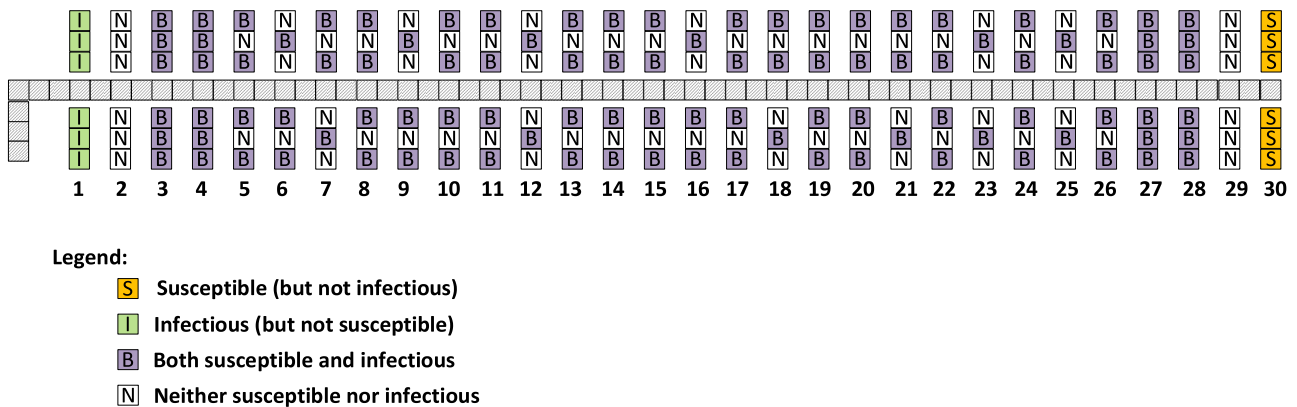 I N B B B N B B N B B N B B B N B B B B B B N B N B B B N S
I N B B N B N N B N N B N N N B N N N N N N B N B N B B N S
I N B B B N B B N B B N B B B N B B B B B B N B N B B B N S
I N B B B B N B B B B N B B B B B N B B N B N B N B B B N S
I N B B N N B N N N N B N N N N N B N N B N B N B N B B N S
I N B B B B N B B B B N B B B B B N B B N B N B N B B B N S
1 2 3 4 5 6 7 8 9 10 11 12 13 14 15 16 17 18 19 20 21 22 23 24 25 26 27 28 29 30
Legend:
S Susceptible (but not infectious)
I Infectious (but not susceptible)
B Both susceptible and infectious
N Neither susceptible nor infectious